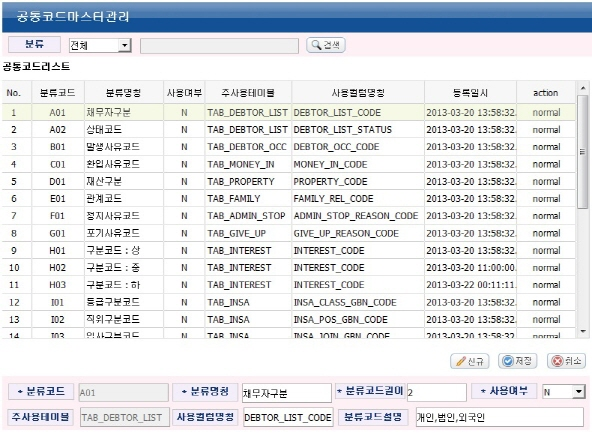 공통코드마스터관리
분류 전체 검색
공통코드리스트
No. 분류코드 분류명칭 사용여부 주사용테이블 사용컬럼명칭 등록일시 action
1 A01 채무자구분 N TAB_DEBTOR_LIST DEBTOR_LIST_CODE 2013-03-20 13:58:32. normal
2 A02 상태코드 N TAB_DEBTOR_LIST DEBTOR_LIST_STATUS 2013-03-20 13:58:32. normal
3 B01 발생사유코드 N TAB_DEBTOR_OCC DEBTOR_OCC_CODE 2013-03-20 13:58:32. normal
4 C01 환입사유코드 N TAB_MONEY_IN MONEY_IN_CODE 2013-03-20 13:58:32. normal
5 D01 재산구분 N TAB_PROPERTY PROPERTY_CODE 2013-03-20 13:58:32. normal
6 E01 관계코드 N TAB_FAMILY FAMILY_REL_CODE 2013-03-20 13:58:32. normal
7 F01 정지사유코드 N TAB_ADMIN_STOP ADMIN_STOP_REASON_CODE 2013-03-20 13:58:32. normal
8 G01 포기사유코드 N TAB_GIVE_UP GIVE_UP_REASON_CODE 2013-03-20 13:58:32. normal
9 H01 구분코드 : 상 N TAB_INTEREST INTEREST_CODE 2013-03-20 13:58:32. normal
10 H02 구분코드 : 중 N TAB_INTEREST INTEREST_CODE 2013-03-20 11:00:00. normal
11 H03 구분코드 : 하 N TAB_INTEREST INTEREST_CODE 2013-03-22 00:11:11. normal
12 I01 등급구분코드 N TAB_INSA INSA_CLASS_GBN_CODE 2013-03-20 13:58:32. normal
13 I02 직위구분코드 N TAB_INSA INSA_POS_GBN_CODE 2013-03-20 13:58:32. normal
14 I03 입사구분코드 N TAB_INSA INSA_JOIN_GBN_CODE 2013-03-20 13:58:32. normal
신규 저장 취소
* 분류코드 A01 * 분류명칭 채무자구분 * 분류코드길이 2 * 사용여부 N
주사용테이블 TAB_DEBTOR_LIST 사용컬럼명칭 DEBTOR_LIST_CODE 분류코드설명 개인,법인,외국인